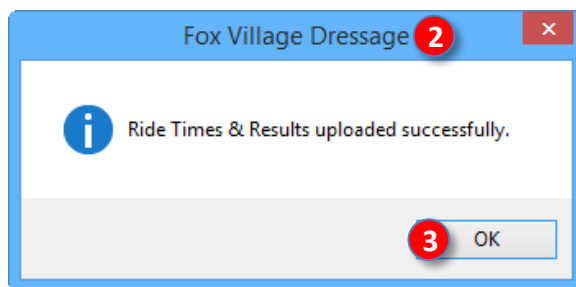 Fox Village Dressage 2
Ride Times & Results uploaded successfully.
3 OK